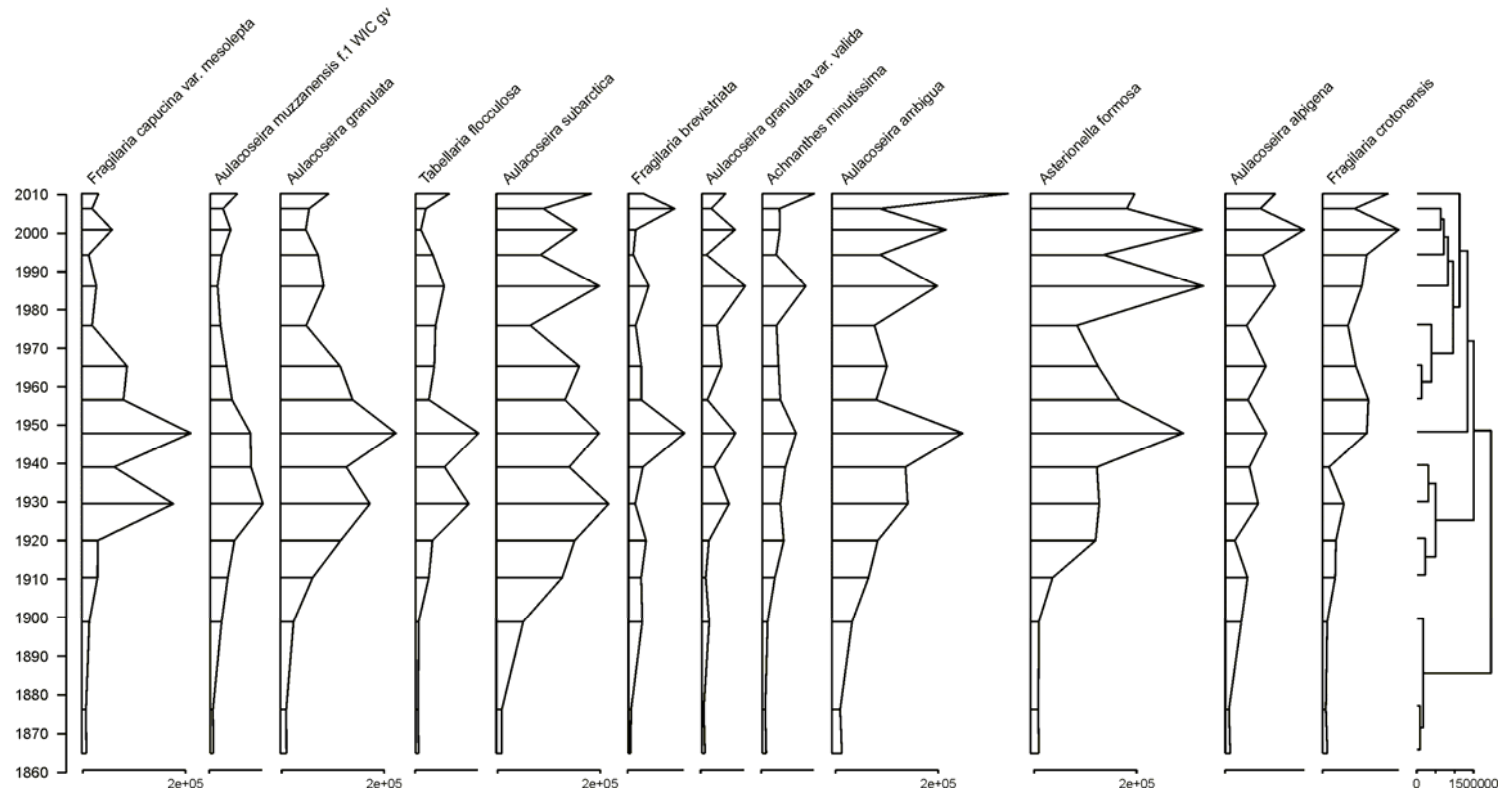 Fragilaria capucina var. mesolepta
Aulacoseira muzzanensis f.1 WIC gv
Aulacoseira granulata
Tabellaria flocculosa
Aulacoseira subarctica
Fragilaria brevistriata
Aulacoseira granulata var. valida
Achnanthes minutissima
Aulacoseira ambigua
Asterionella formosa
Aulacoseira alpigena
Fragilaria crotonensis
2010
2000
1990
1980
1970
1960
1950
1940
1930
1920
1910
1900
1890
1880
1870
1860
2e+05
2e+05
2e+05
2e+05
2e+05
0
1500000